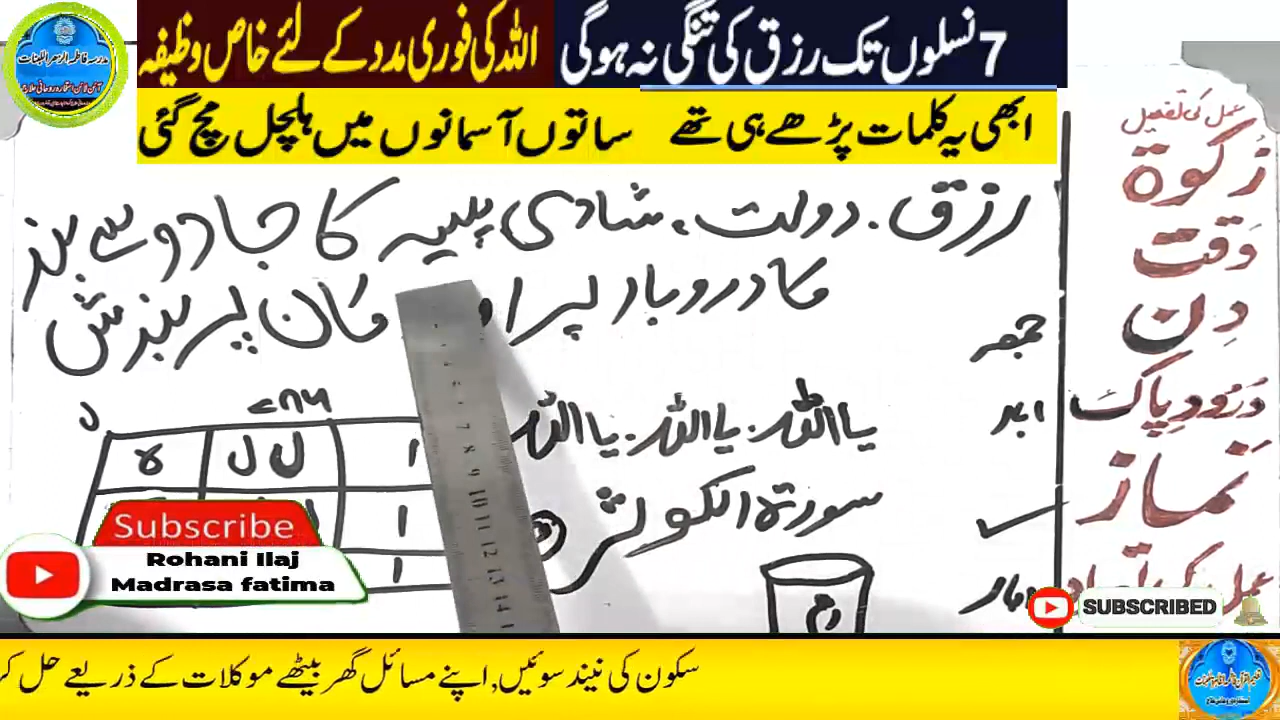 7 نسلوں تک رزق کی تنگی نہ ہوگی
اللہ کی فوری مدد کے لئے خاص وظیفہ
ابھی یہ کلمات پڑھے ہی تھے ساتوں آسمانوں میں ہلچل مچ گئی
عمل کی تفصیل
زکوۃ
وقت
دن
درود پاک
نماز
رزق. دولت، شادی پیسہ کا جادو سے بند
کاروبار پر
مکان پر بندش
جمعہ
ل
٧٨٦
یا اللہ. یا اللہ. یا اللہ
ا لل ہ
سورۃ الکوثر
ا
ا
دم
Subscribe
Rohani Ilaj
Madrasa fatima
SUBSCRIBED
سکون کی نیند سوئیں, اپنے مسائل گھر بیٹھے موکلات کے ذریعے حل